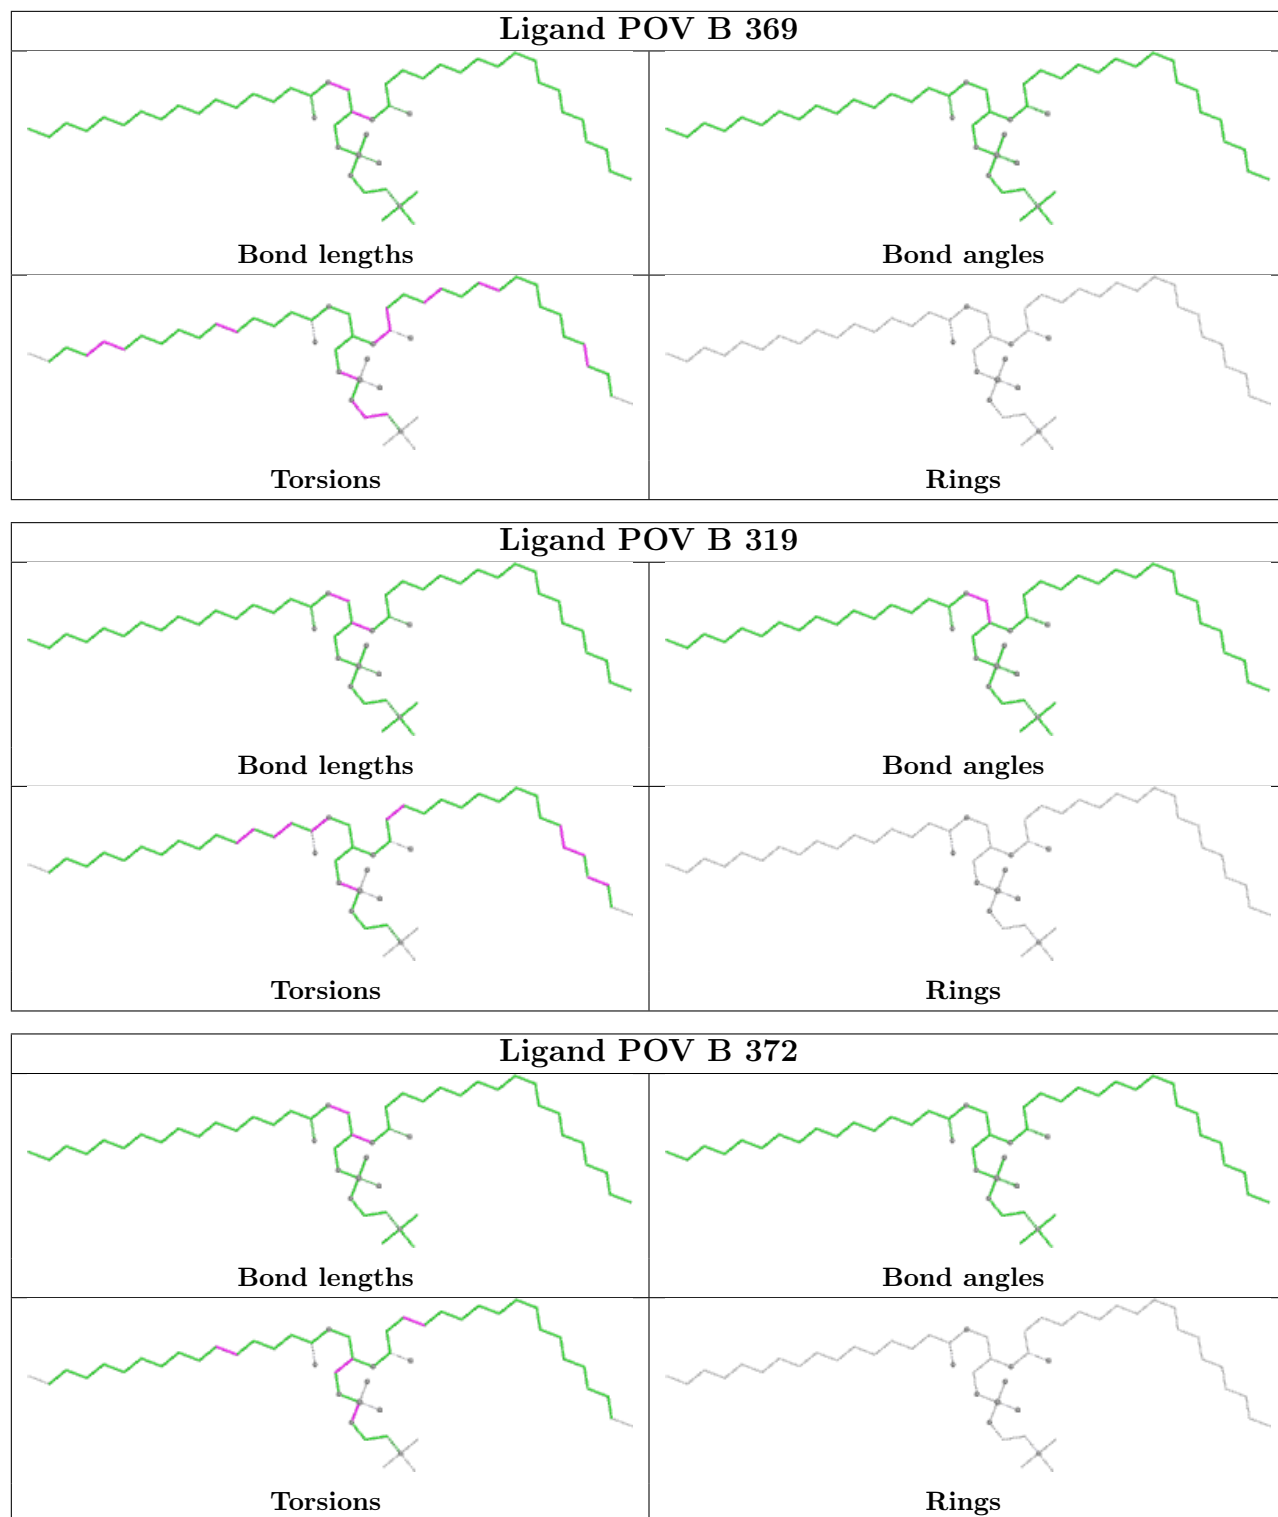 Ligand POV B 369
Bond lengths
Bond angles
Torsions
Rings
Ligand POV B 319
Bond lengths
Bond angles
Torsions
Rings
Ligand POV B 372
Bond lengths
Bond angles
Torsions
Rings